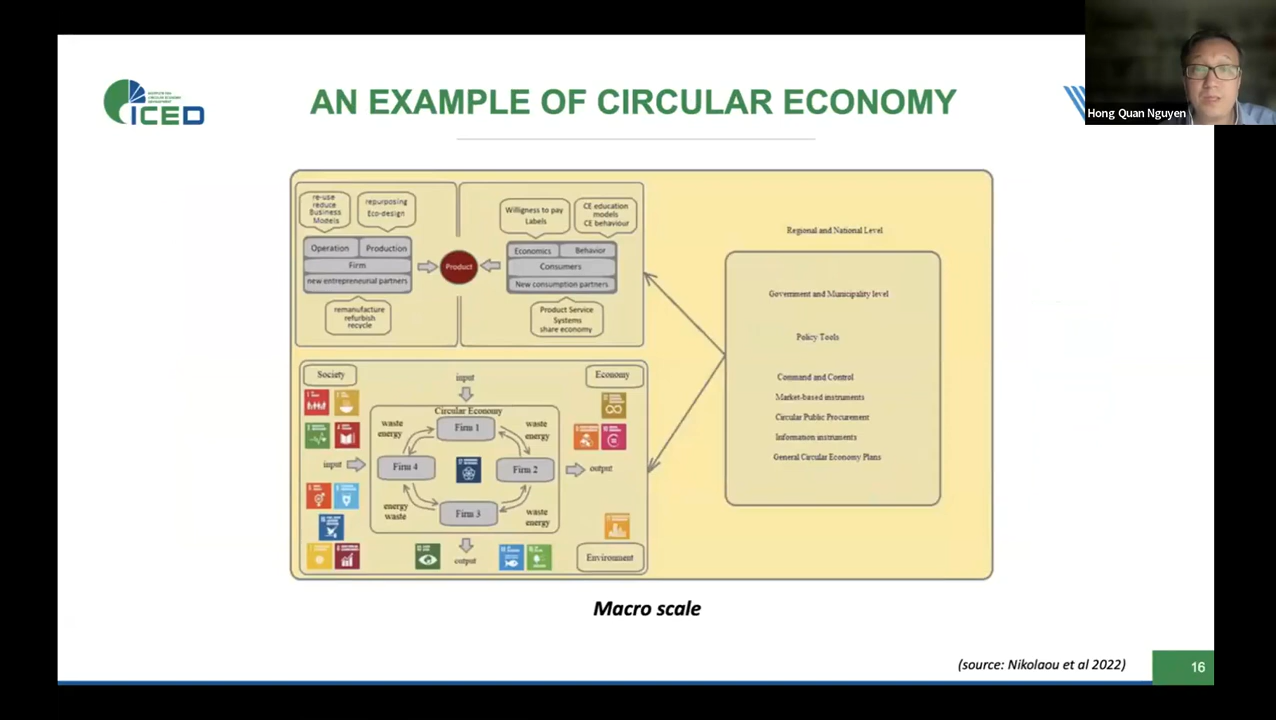 ICED
AN EXAMPLE OF CIRCULAR ECONOMY
Hong Quan Nguyen
re-use
reduce
Business
Models
repurposing
Eco-design
Operation
Production
Firm
new entrepreneurial partners
remanufacture
refurbish
recycle
Product
Willigness to pay
Labels
CE education
models
CE behaviour
Economics
Behavior
Consumers
New consumption partners
Product Service
Systems
share economy
Regional and National Level
Government and Municipality level
Policy Tools
Command and Control
Market-based instruments
Circular Public Procurement
Information instruments
General Circular Economy Plans
Society
input
Economy
Circular Economy
waste
energy
Firm 1
waste
energy
input
Firm 4
Firm 2
output
energy
waste
Firm 3
waste
energy
output
Environment
Macro scale
(source: Nikolaou et al 2022)
16